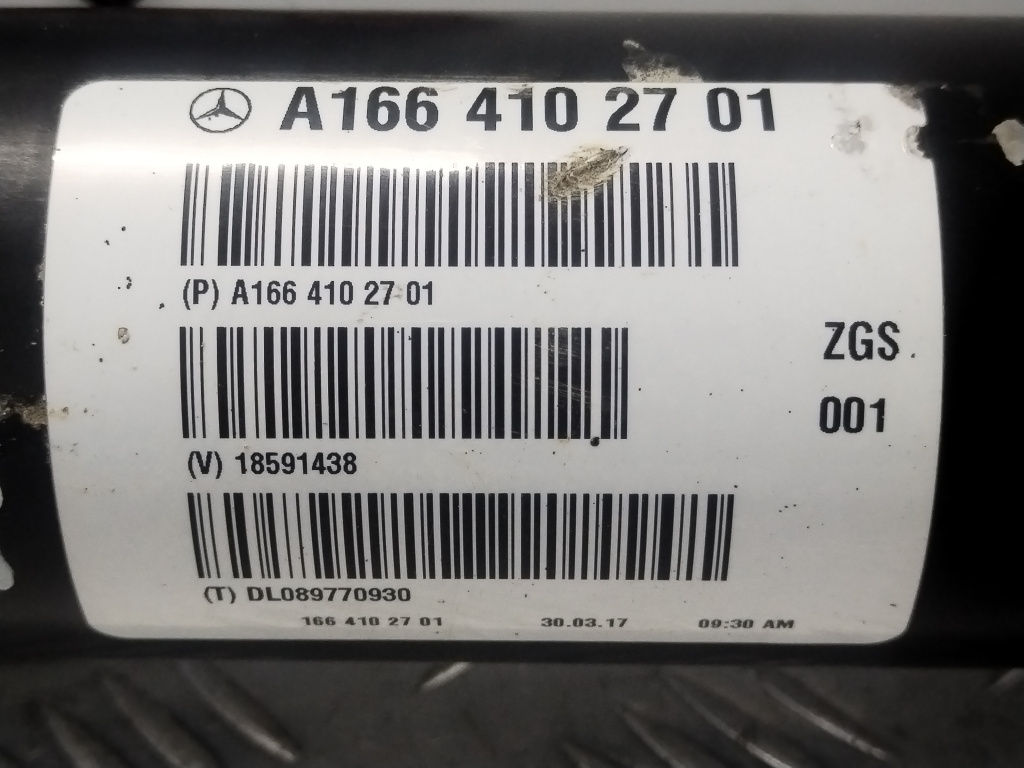 A166 410 27 01
(P) A166 410 27 01
ZGS
001
(V) 18591438
(T) DL089770930
166 410 27 01 30.03.17 09:30 AM